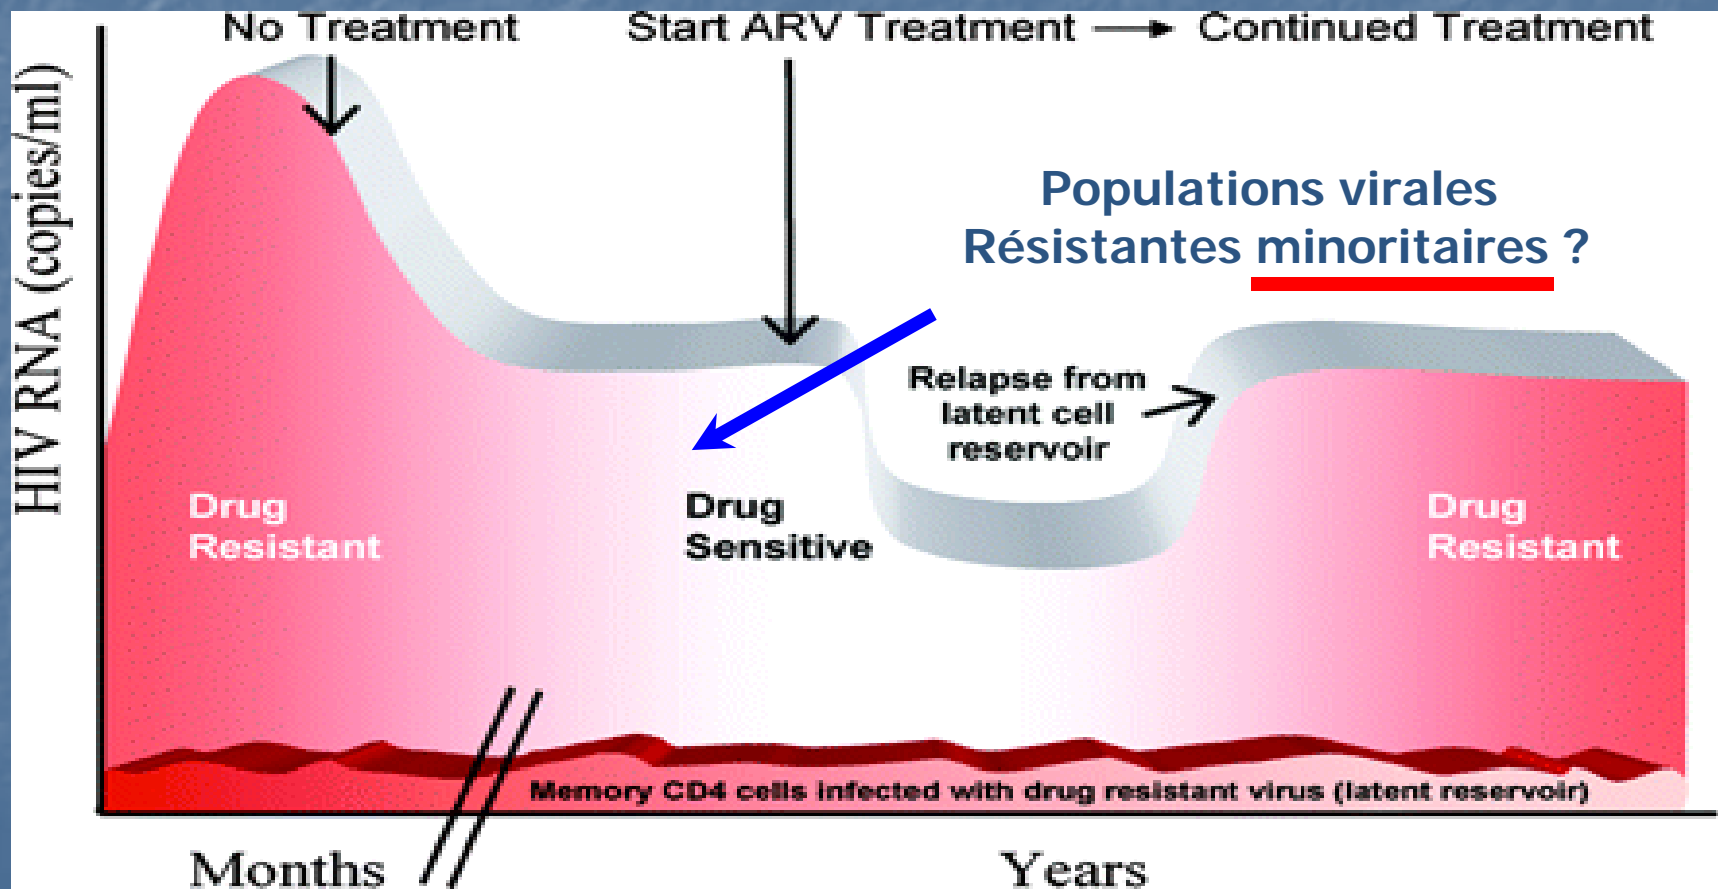 No Treatment
Start ARV Treatment → Continued Treatment
HIV RNA (copies/ml)
Populations virales
Résistantes minoritaires ?
Relapse from
latent cell
reservoir
Drug
Resistant
Drug
Sensitive
Drug
Resistant
Memory CD4 cells infected with drug resistant virus (latent reservoir)
Months
Years